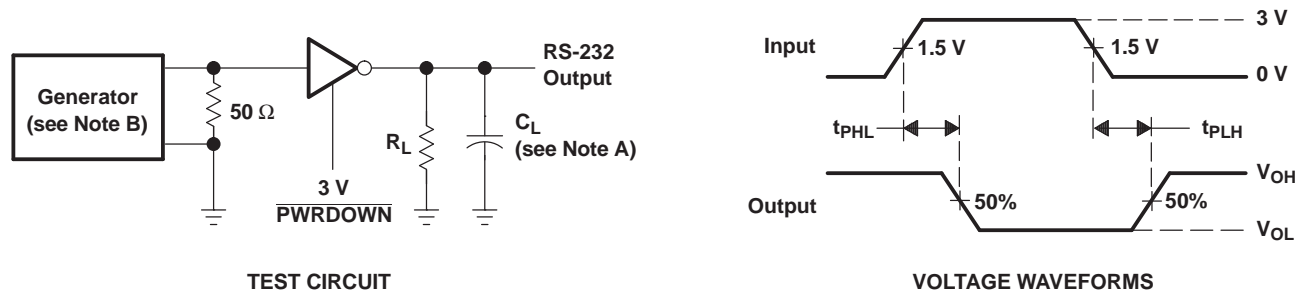 Generator
(see Note B)
50 Ω
3 V
PWRDOWN
R_L
C_L
(see Note A)
RS-232
Output
TEST CIRCUIT
Input
1.5 V
1.5 V
3 V
0 V
t_PHL
t_PLH
Output
50%
50%
V_OH
V_OL
VOLTAGE WAVEFORMS